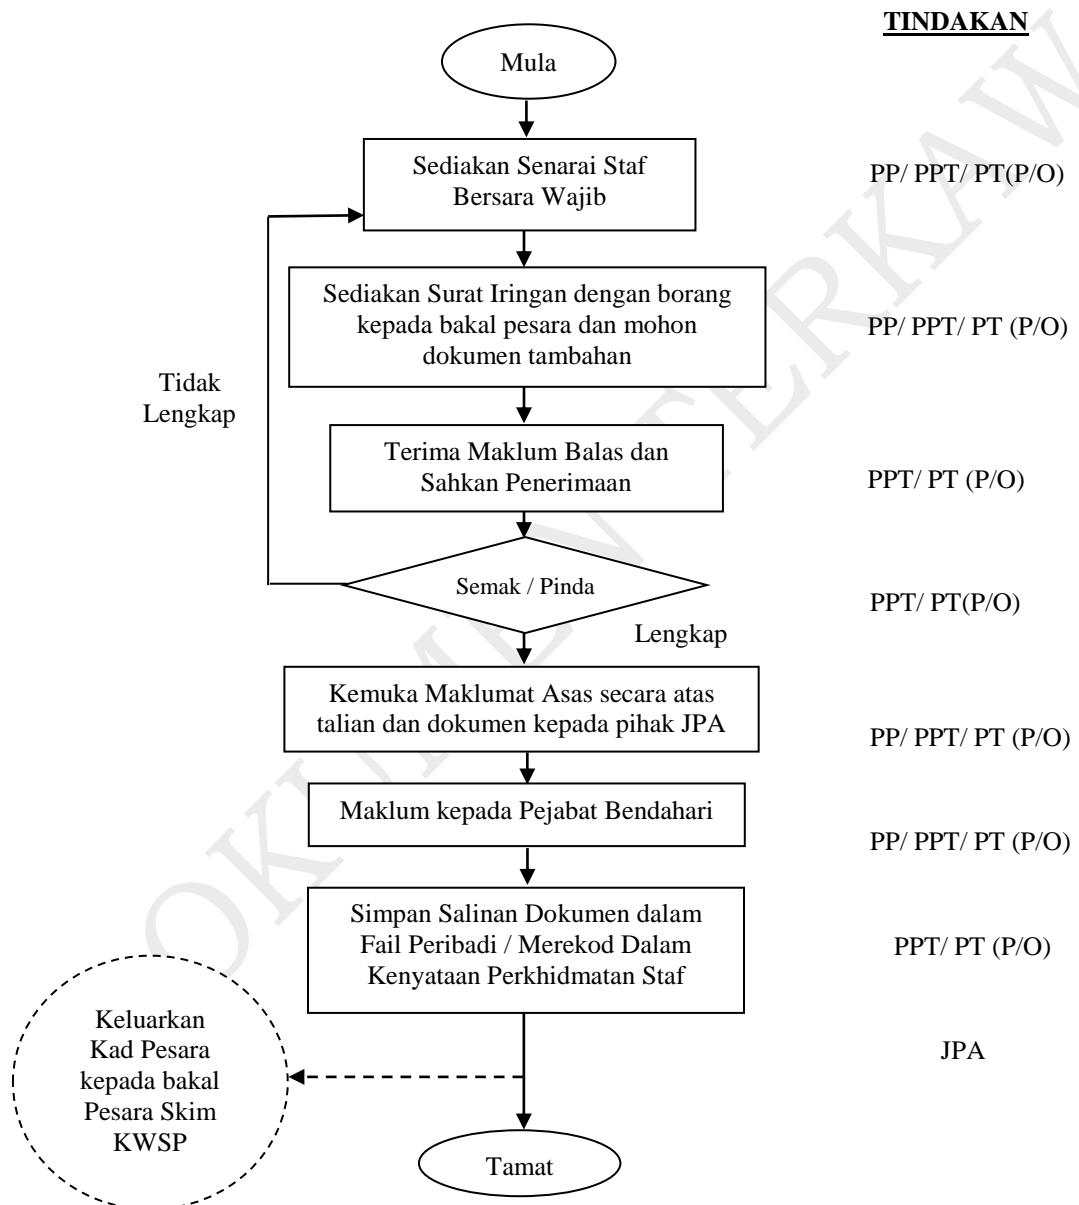 TINDAKAN
Mula
Sediakan Senarai Staf
Bersara Wajib
PP/ PPT/ PT(P/O)
Sediakan Surat Iringan dengan borang
kepada bakal pesara dan mohon
dokumen tambahan
PP/ PPT/ PT (P/O)
Tidak
Lengkap
Terima Maklum Balas dan
Sahkan Penerimaan
PPT/ PT (P/O)
Semak / Pinda
PPT/ PT(P/O)
Lengkap
Kemuka Maklumat Asas secara atas
talian dan dokumen kepada pihak JPA
PP/ PPT/ PT (P/O)
Maklum kepada Pejabat Bendahari
PP/ PPT/ PT (P/O)
Simpan Salinan Dokumen dalam
Fail Peribadi / Merekod Dalam
Kenyataan Perkhidmatan Staf
PPT/ PT (P/O)
Keluarkan
Kad Pesara
kepada bakal
Pesara Skim
KWSP
JPA
Tamat
OKUMEN TERKAW